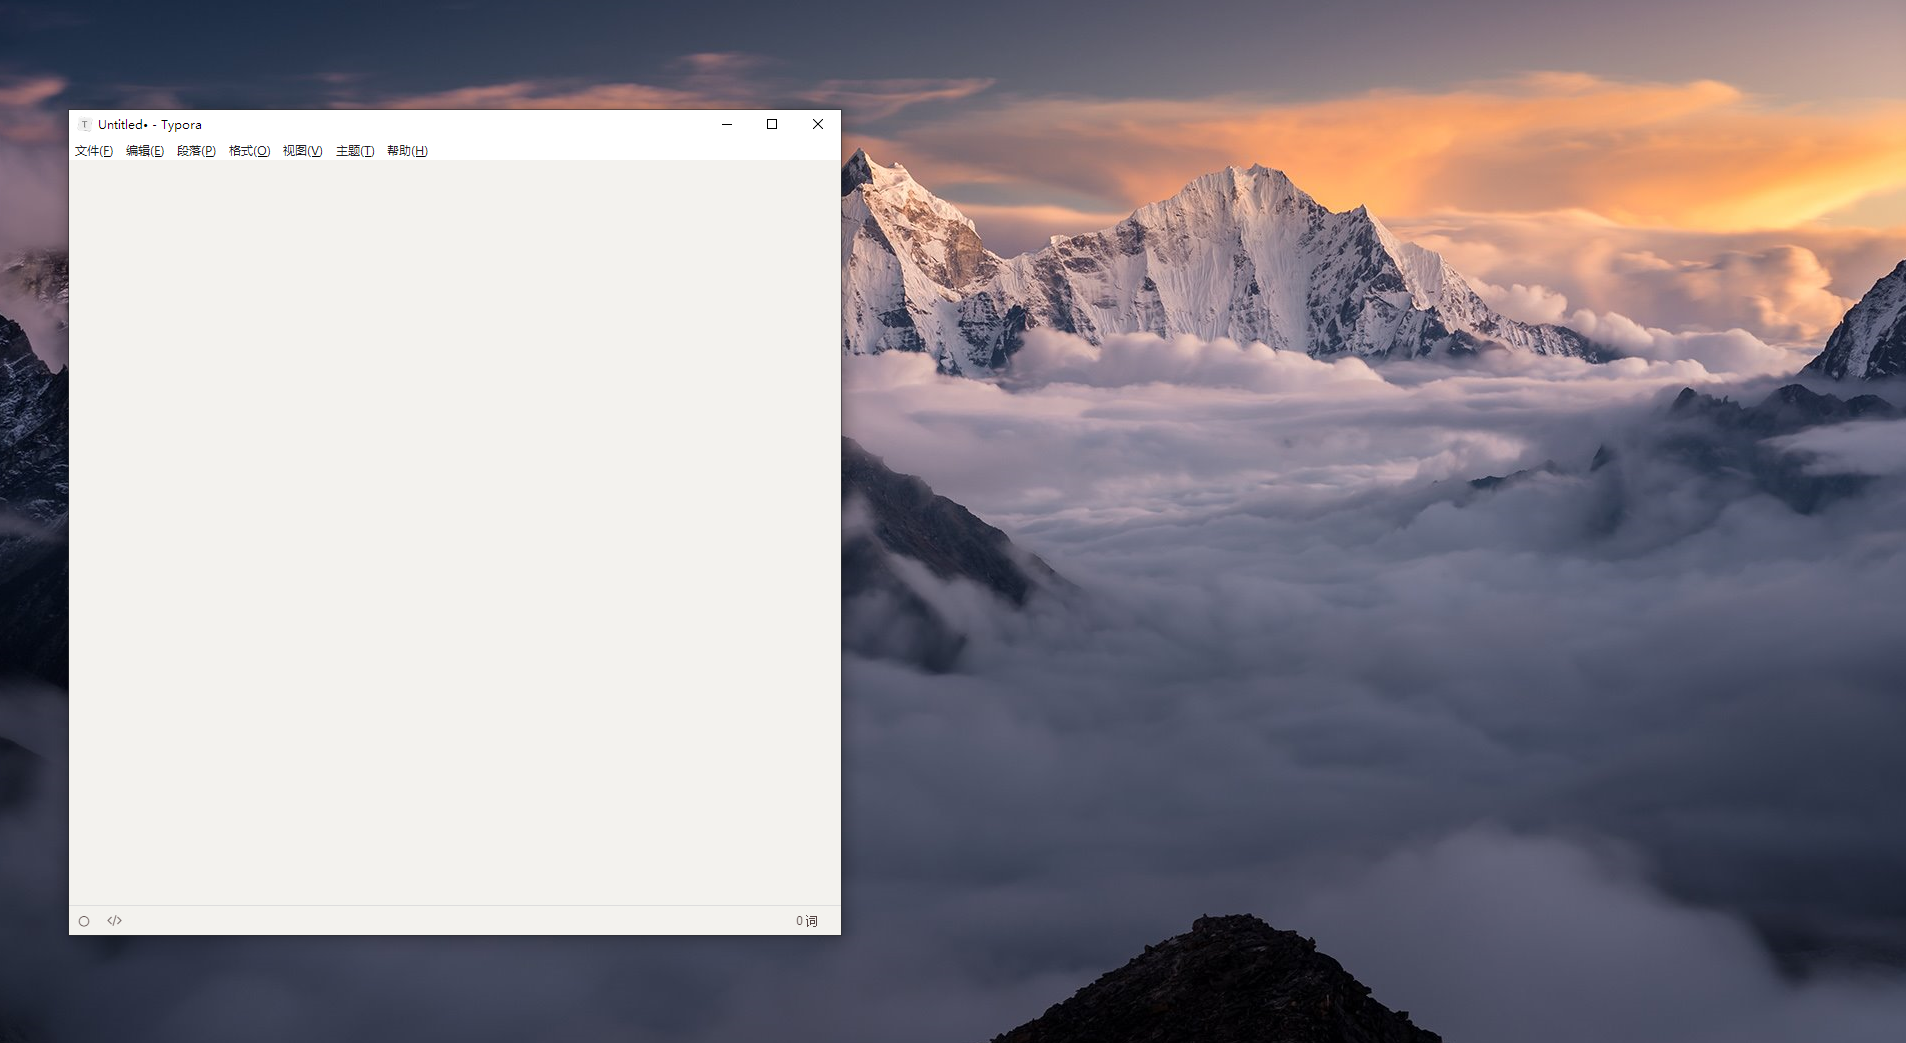 T Untitled• - Typora
文件(F) 编辑(E) 段落(P) 格式(O) 视图(V) 主题(T) 帮助(H)
</> 0 词